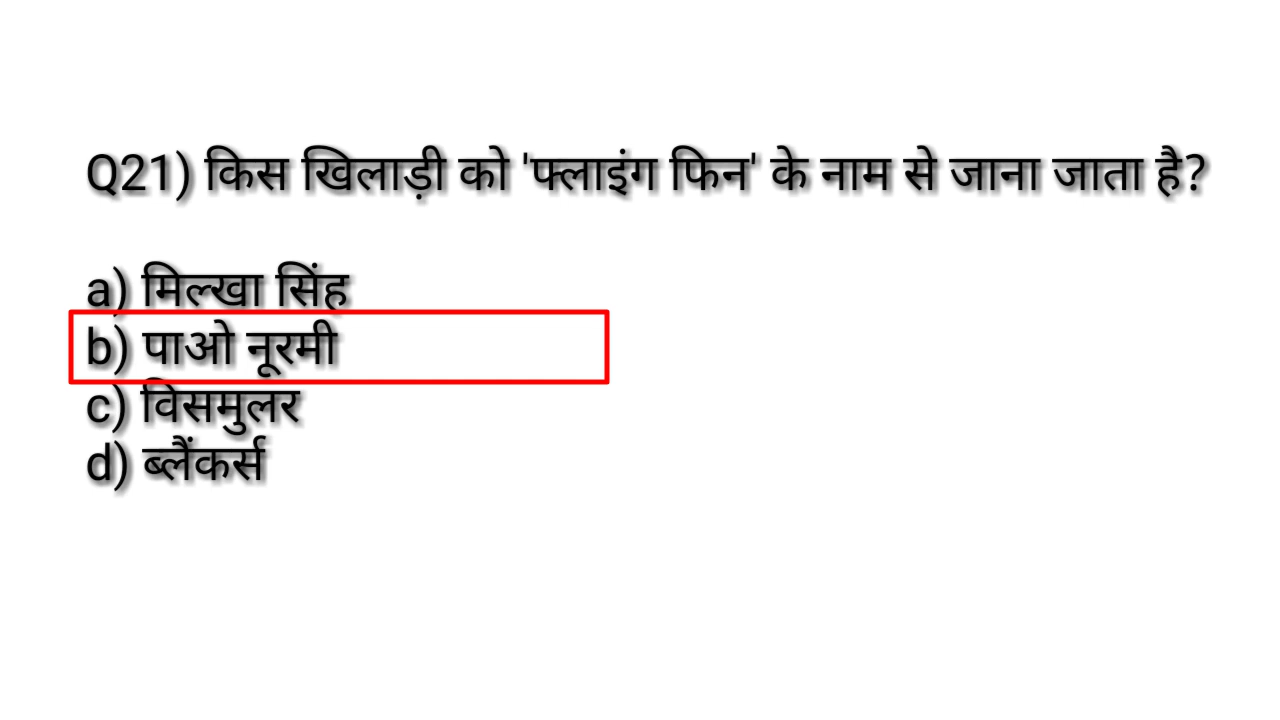 Q21) किस खिलाड़ी को 'फ्लाइंग फिन' के नाम से जाना जाता है?
a) मिल्खा सिंह
b) पाओ नूरमी
c) विसमुलर
d) ब्लैंकर्स